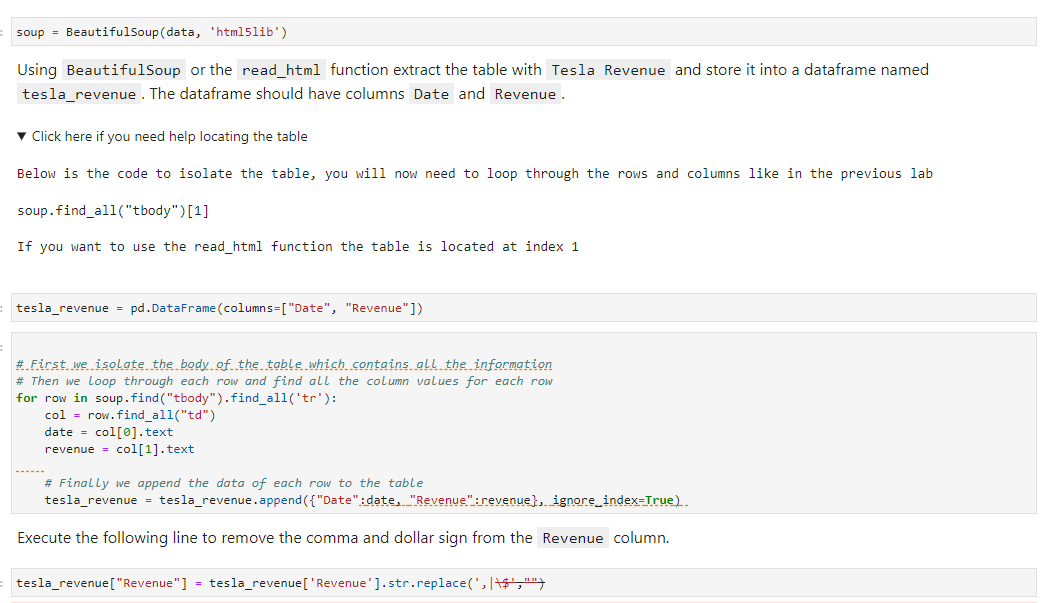 soup = BeautifulSoup(data, 'html5lib')
Using BeautifulSoup or the read_html function extract the table with Tesla Revenue and store it into a dataframe named
tesla_revenue. The dataframe should have columns Date and Revenue.
▼ Click here if you need help locating the table
Below is the code to isolate the table, you will now need to loop through the rows and columns like in the previous lab
soup.find_all("tbody")[1]
If you want to use the read_html function the table is located at index 1
: tesla_revenue = pd.DataFrame(columns=["Date", "Revenue"])
:
# First we isolate the body of the table which contains all the information
# Then we loop through each row and find all the column values for each row
for row in soup.find("tbody").find_all('tr'):
    col = row.find_all("td")
    date = col[0].text
    revenue = col[1].text
    # Finally we append the data of each row to the table
    tesla_revenue = tesla_revenue.append({"Date":date, "Revenue":revenue}, ignore_index=True)
Execute the following line to remove the comma and dollar sign from the Revenue column.
: tesla_revenue["Revenue"] = tesla_revenue['Revenue'].str.replace(',|\$',"")